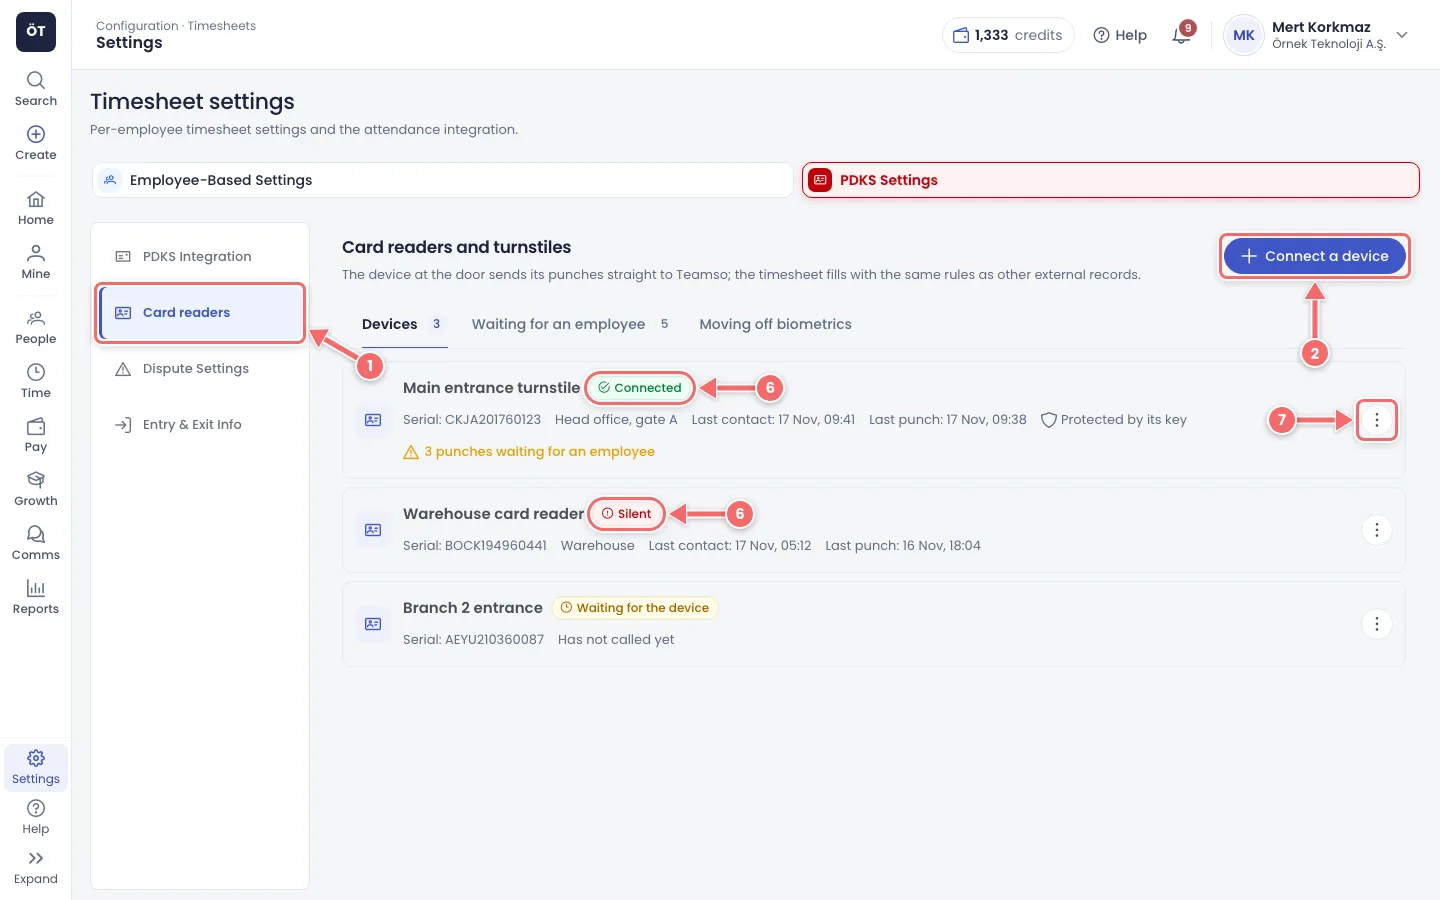 ÖT
Search
Create
Home
Mine
People
Time
Pay
Growth
Comms
Reports
Settings
Help
Expand
Configuration · Timesheets
Settings
1,333 credits
Help
9
MK
Mert Korkmaz
Örnek Teknoloji A.Ş.
Timesheet settings
Per-employee timesheet settings and the attendance integration.
Employee-Based Settings
PDKS Settings
PDKS Integration
Card readers
Dispute Settings
Entry & Exit Info
1
Card readers and turnstiles
The device at the door sends its punches straight to Teamso; the timesheet fills with the same rules as other external records.
Connect a device
2
Devices 3
Waiting for an employee 5
Moving off biometrics
Main entrance turnstile Connected 6
Serial: CKJA201760123 Head office, gate A Last contact: 17 Nov, 09:41 Last punch: 17 Nov, 09:38 Protected by its key
7
3 punches waiting for an employee
Warehouse card reader Silent 6
Serial: BOCK194960441 Warehouse Last contact: 17 Nov, 05:12 Last punch: 16 Nov, 18:04
Branch 2 entrance Waiting for the device
Serial: AEYU210360087 Has not called yet